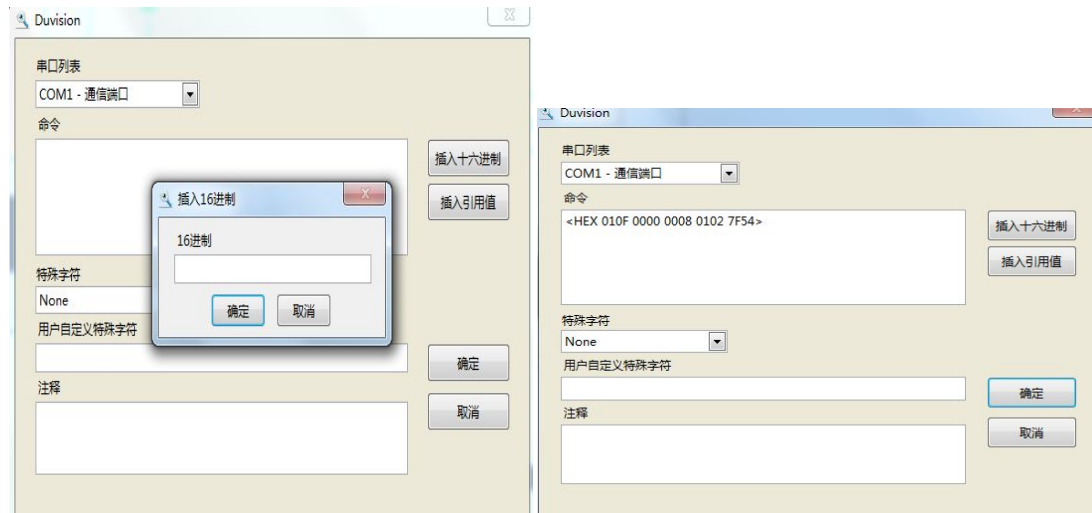 Duvision
串口列表
COM1 - 通信端口
命令
插入十六进制
插入引用值
插入16进制
16进制
确定
取消
特殊字符
None
用户自定义特殊字符
确定
注释
取消
Duvision
串口列表
COM1 - 通信端口
命令
<HEX 010F 0000 0008 0102 7F54>
插入十六进制
插入引用值
特殊字符
None
用户自定义特殊字符
确定
注释
取消